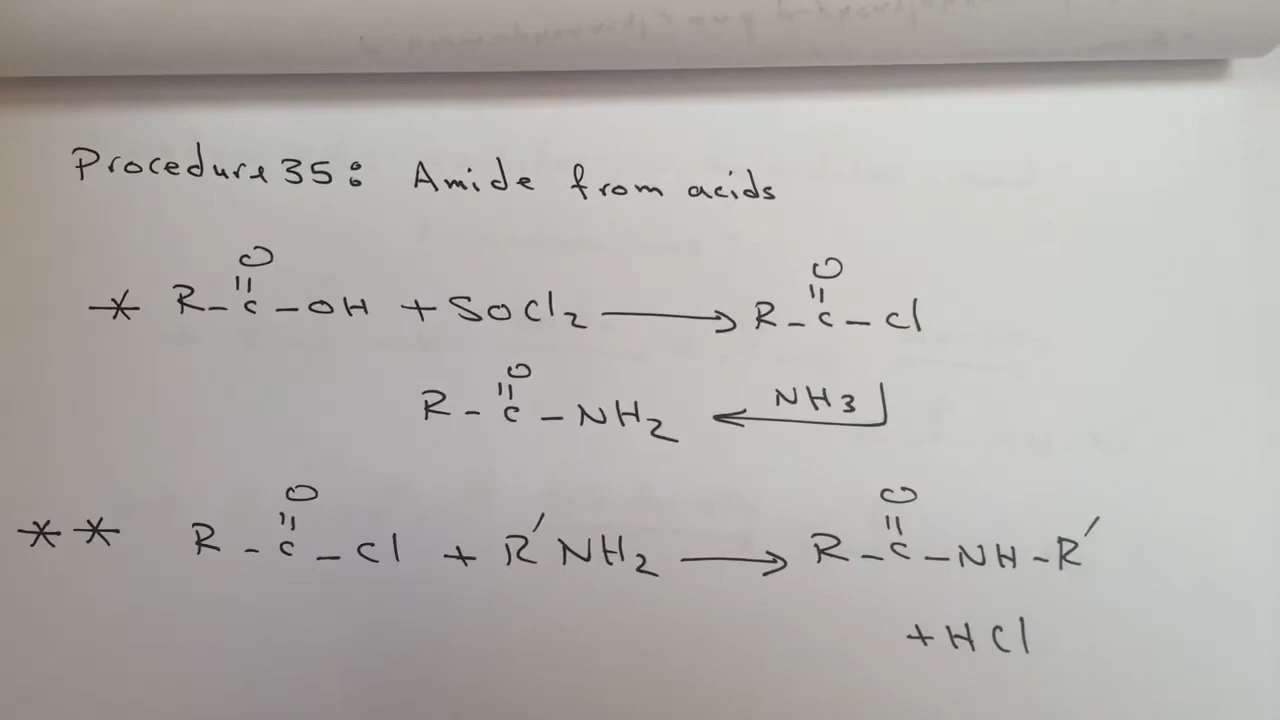 Procedure 35: Amide from acids
O
* R - C - OH + SOCl2 → R - C - Cl
O
R - C - NH2 ← NH3
O
** R - C - Cl + R'NH2 → R - C - NH - R'
O
+ HCl